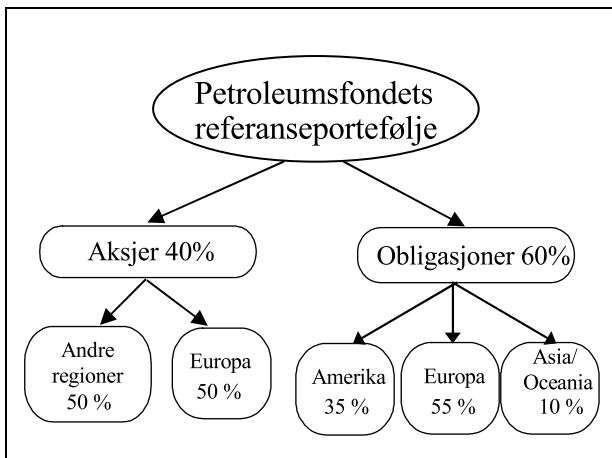 Petroleumsfondets
referanseportefølje
Aksjer 40%
Obligasjoner 60%
Andre
regioner
50 %
Europa
50 %
Amerika
35 %
Europa
55 %
Asia/
Oceania
10 %